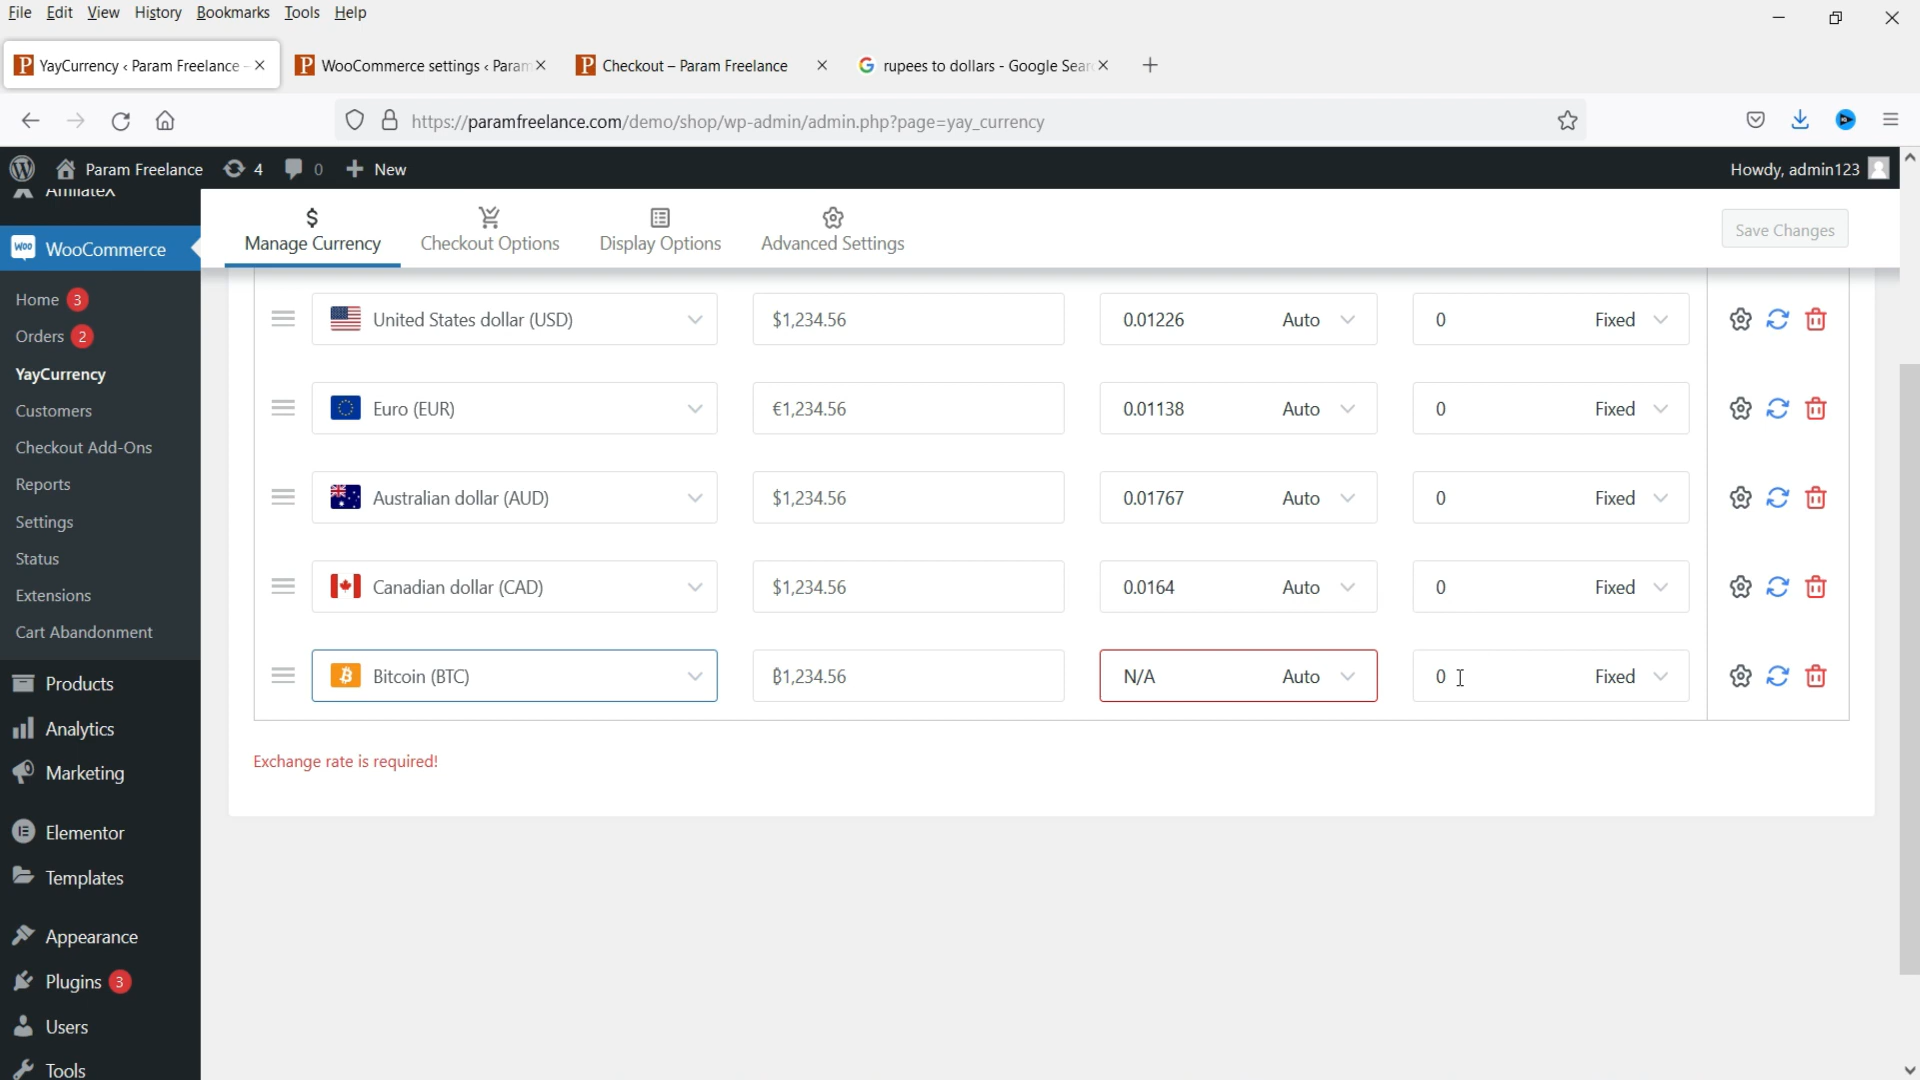 File Edit View History Bookmarks Tools Help
YayCurrency ‹ Param Freelance –
WooCommerce settings ‹ Param
Checkout – Param Freelance
rupees to dollars - Google Sear
https://paramfreelance.com/demo/shop/wp-admin/admin.php?page=yay_currency
Param Freelance 4 0 New
Howdy, admin123
AffiliateX
WooCommerce
Home 3
Orders 2
YayCurrency
Customers
Checkout Add-Ons
Reports
Settings
Status
Extensions
Cart Abandonment
Products
Analytics
Marketing
Elementor
Templates
Appearance
Plugins 3
Users
Tools
Manage Currency
Checkout Options
Display Options
Advanced Settings
Save Changes
United States dollar (USD) $1,234.56 0.01226 Auto 0 Fixed
Euro (EUR) €1,234.56 0.01138 Auto 0 Fixed
Australian dollar (AUD) $1,234.56 0.01767 Auto 0 Fixed
Canadian dollar (CAD) $1,234.56 0.0164 Auto 0 Fixed
Bitcoin (BTC) ฿1,234.56 N/A Auto 0 Fixed
Exchange rate is required!